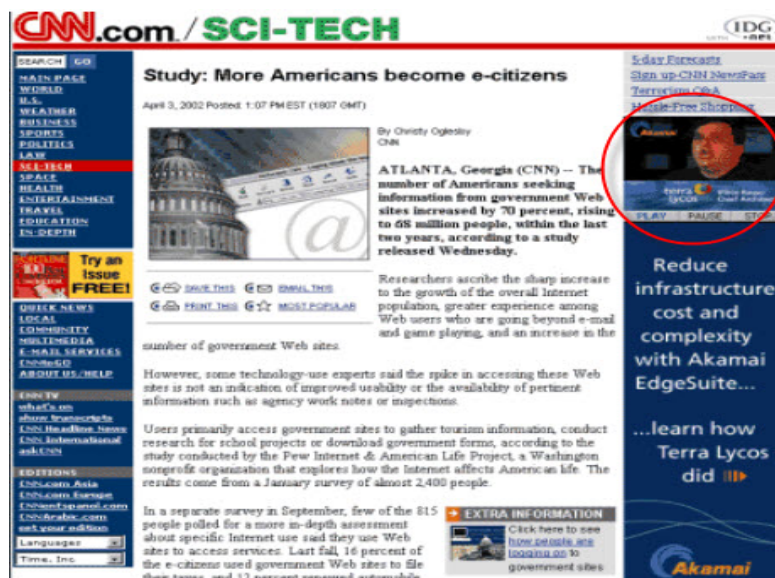 CNN.com / SCI-TECH
IDG
.net
SEARCH GO
MAIN PAGE
WORLD
U.S.
WEATHER
BUSINESS
SPORTS
POLITICS
LAW
SCI-TECH
SPACE
HEALTH
ENTERTAINMENT
TRAVEL
EDUCATION
IN-DEPTH
Try an
Issue
FREE!
QUICK NEWS
LOCAL
COMMUNITY
MULTIMEDIA
E-MAIL SERVICES
CNNtoGO
ABOUT US/HELP
CNN TV
what's on
show transcripts
CNN Headline News
CNN International
askCNN
EDITIONS
CNN.com Asia
CNN.com Europe
CNNenEspanol.com
CNNArabic.com
set your edition
Languages
Time, Inc.
Study: More Americans become e-citizens
April 3, 2002 Posted: 1:07 PM EST (1807 GMT)
@
SAVE THIS EMAIL THIS
PRINT THIS MOST POPULAR
By Christy Oglesby
CNN
ATLANTA, Georgia (CNN) -- The
number of Americans seeking
information from government Web
sites increased by 70 percent, rising
to 68 million people, within the last
two years, according to a study
released Wednesday.
Researchers ascribe the sharp increase
to the growth of the overall Internet
population, greater experience among
Web users who are going beyond e-mail
and game playing, and an increase in the
number of government Web sites.
However, some technology-use experts said the spike in accessing these Web
sites is not an indication of improved usability or the availability of pertinent
information such as agency work notes or inspections.
Users primarily access government sites to gather tourism information, conduct
research for school projects or download government forms, according to the
study conducted by the Pew Internet & American Life Project, a Washington
nonprofit organization that explores how the Internet affects American life. The
results come from a January survey of almost 2,400 people.
In a separate survey in September, few of the 815
people polled for a more in-depth assessment
about specific Internet use said they use Web
sites to access services. Last fall, 16 percent of
the e-citizens used government Web sites to file
their taxes, and 12 percent renewed automobile
EXTRA INFORMATION
Click here to see
how people are
logging on to
government sites
5-day Forecasts
Sign up-CNN NewsPass
Terrorism Q&A
Hassle-Free Shopping
Akamai
terra
Lycos
PLAY PAUSE STOP
Reduce
infrastructure
cost and
complexity
with Akamai
EdgeSuite...
...learn how
Terra Lycos
did
Akamai